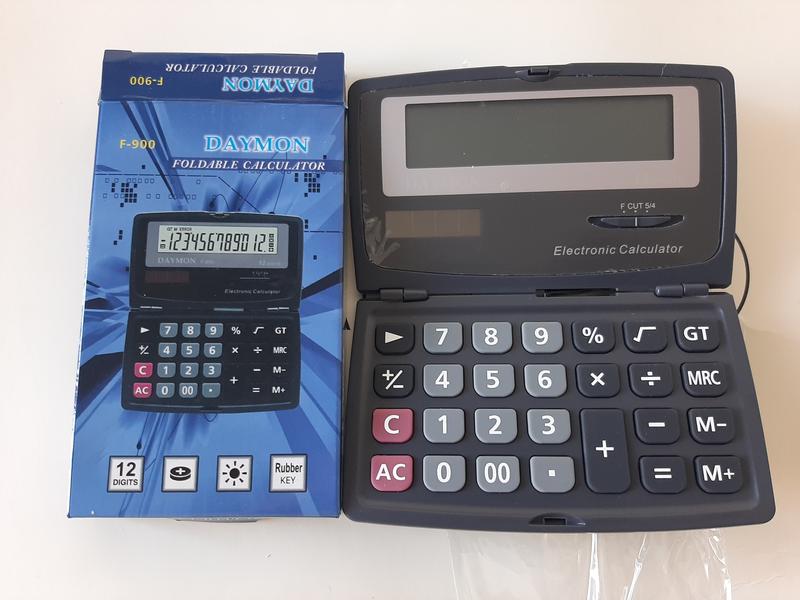 DAYMON
FOLDABLE CALCULATOR
F-900
F-900
DAYMON
FOLDABLE CALCULATOR
GT M ERROR
123456789012.
DAYMON
Electronic Calculator
► 7 8 9 % √ GT
+/- 4 5 6 × ÷ MRC
C 1 2 3 + − M−
AC 0 00 . = M+
12
DIGITS
Rubber
KEY
F CUT 5/4
Electronic Calculator
► 7 8 9 % √ GT
+/- 4 5 6 × ÷ MRC
C 1 2 3 + − M−
AC 0 00 . = M+